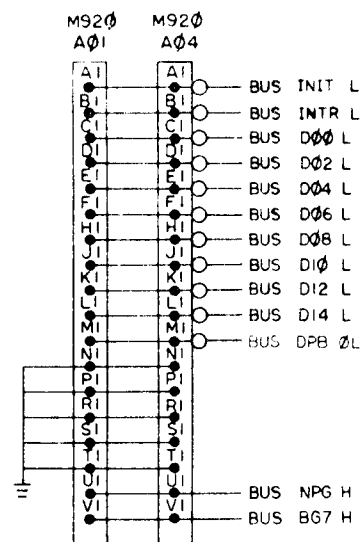 M92Ø M92Ø
AØ1 AØ4
A1 A1 BUS INIT L
B1 B1 BUS INTR L
C1 C1 BUS DØØ L
D1 D1 BUS DØ2 L
E1 E1 BUS DØ4 L
F1 F1 BUS DØ6 L
H1 H1 BUS DØ8 L
J1 J1 BUS D1Ø L
K1 K1 BUS D12 L
L1 L1 BUS D14 L
M1 M1 BUS DPB ØL
N1 N1
P1 P1
R1 R1
S1 S1
T1 T1
U1 U1 BUS NPG H
V1 V1 BUS BG7 H